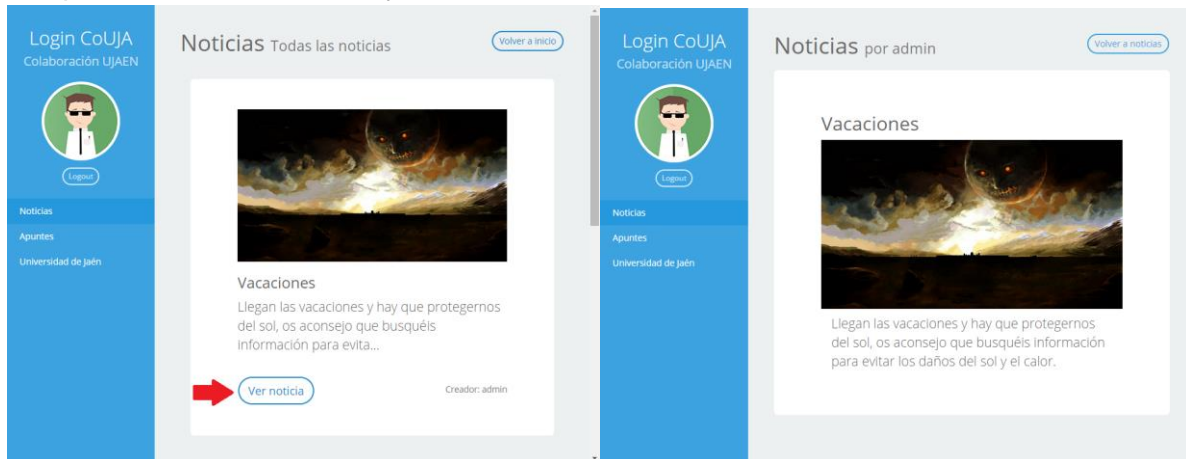 Login CoUJA
Colaboración UJAEN
Logout
Noticias
Apuntes
Universidad de Jaén
Noticias Todas las noticias
Volver a inicio
Vacaciones
Llegan las vacaciones y hay que protegernos
del sol, os aconsejo que busquéis
información para evita...
Ver noticia
Creador: admin
Login CoUJA
Colaboración UJAEN
Logout
Noticias
Apuntes
Universidad de Jaén
Noticias por admin
Volver a noticias
Vacaciones
Llegan las vacaciones y hay que protegernos
del sol, os aconsejo que busquéis información
para evitar los daños del sol y el calor.